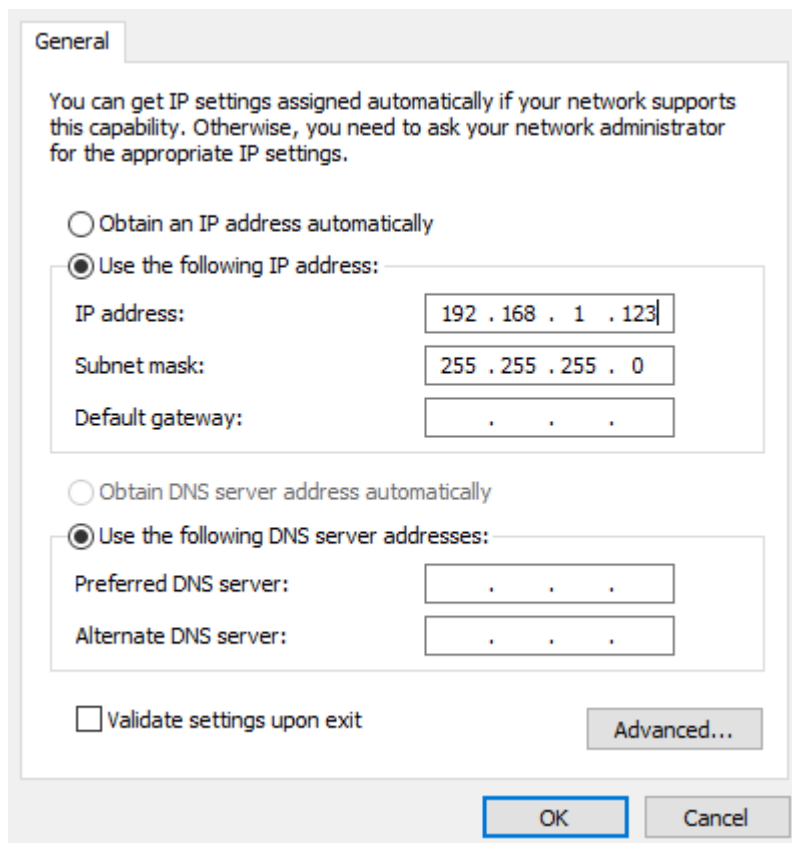 General
You can get IP settings assigned automatically if your network supports
this capability. Otherwise, you need to ask your network administrator
for the appropriate IP settings.
Obtain an IP address automatically
Use the following IP address:
IP address: 192 . 168 . 1 . 123
Subnet mask: 255 . 255 . 255 . 0
Default gateway: . . .
Obtain DNS server address automatically
Use the following DNS server addresses:
Preferred DNS server: . . .
Alternate DNS server: . . .
Validate settings upon exit
Advanced...
OK Cancel